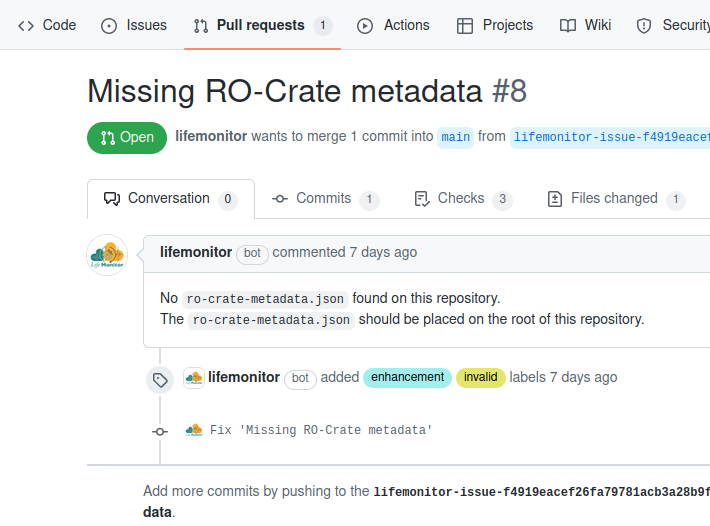 Code Issues Pull requests 1 Actions Projects Wiki Security
Missing RO-Crate metadata #8
Open lifemonitor wants to merge 1 commit into main from lifemonitor-issue-f4919eacef
Conversation 0 Commits 1 Checks 3 Files changed 1
lifemonitor bot commented 7 days ago
Life Monitor
No ro-crate-metadata.json found on this repository.
The ro-crate-metadata.json should be placed on the root of this repository.
lifemonitor bot added enhancement invalid labels 7 days ago
Fix 'Missing RO-Crate metadata'
Add more commits by pushing to the lifemonitor-issue-f4919eacef26fa79781acb3a28b9f
data.